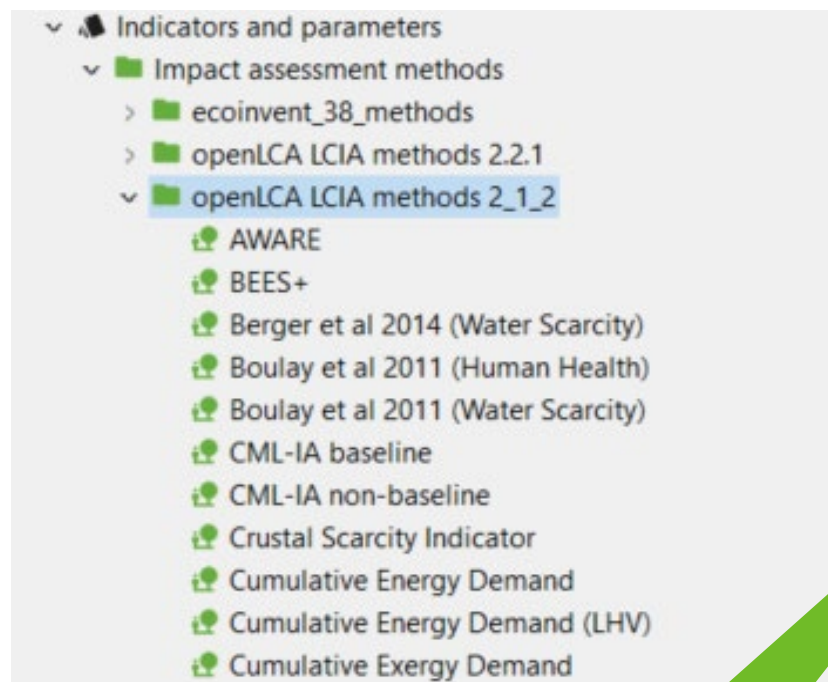 Indicators and parameters
Impact assessment methods
ecoinvent_38_methods
openLCA LCIA methods 2.2.1
openLCA LCIA methods 2_1_2
AWARE
BEES+
Berger et al 2014 (Water Scarcity)
Boulay et al 2011 (Human Health)
Boulay et al 2011 (Water Scarcity)
CML-IA baseline
CML-IA non-baseline
Crustal Scarcity Indicator
Cumulative Energy Demand
Cumulative Energy Demand (LHV)
Cumulative Exergy Demand